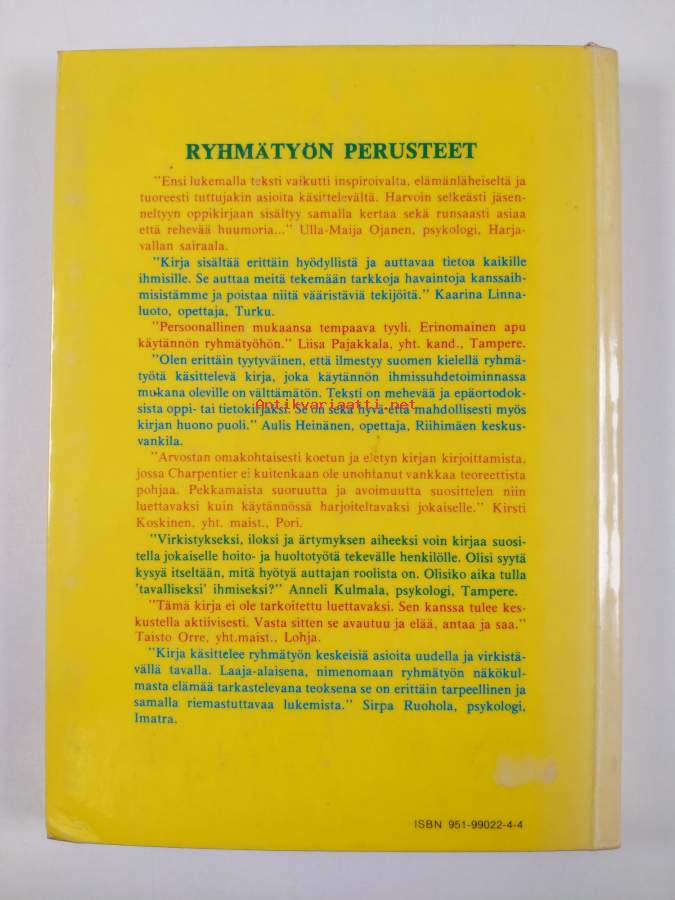 RYHMÄTYÖN PERUSTEET
"Ensi lukemalla teksti vaikutti inspiroivalta, elämänläheiseltä ja
tuoreesti tuttujakin asioita käsittelevältä. Harvoin selkeästi jäsen-
neltyyn oppikirjaan sisältyy samalla kertaa sekä runsaasti asiaa
että rehevää huumoria..." Ulla-Maija Ojanen, psykologi, Harja-
vallan sairaala.
"Kirja sisältää erittäin hyödyllistä ja auttavaa tietoa kaikille
ihmisille. Se auttaa meitä tekemään tarkkoja havaintoja kanssaih-
misistämme ja poistaa niitä vääristäviä tekijöitä." Kaarina Linna-
luoto, opettaja, Turku.
"Persoonallinen mukaansa tempaava tyyli. Erinomainen apu
käytännön ryhmätyöhön." Liisa Pajakkala, yht. kand., Tampere.
"Olen erittäin tyytyväinen, että ilmestyy suomen kielellä ryhmä-
työtä käsittelevä kirja, joka käytännön ihmissuhdetoiminnassa
mukana oleville on välttämätön. Teksti on mehevää ja epäortodok-
sista oppi- tai tietokirjaksi. Se on sekä hyvä että mahdollisesti myös
Antikvariaatti.net
kirjan huono puoli." Aulis Heinänen, opettaja, Riihimäen keskus-
vankila.
"Arvostan omakohtaisesti koetun ja eletyn kirjan kirjoittamista,
jossa Charpentier ei kuitenkaan ole unohtanut vankkaa teoreettista
pohjaa. Pekkamaista suoruutta ja avoimuutta suosittelen niin
luettavaksi kuin käytännössä harjoiteltavaksi jokaiselle." Kirsti
Koskinen, yht. maist., Pori.
"Virkistykseksi, iloksi ja ärtymyksen aiheeksi voin kirjaa suosi-
tella jokaiselle hoito- ja huoltotyötä tekevälle henkilölle. Olisi syytä
kysyä itseltään, mitä hyötyä auttajan roolista on. Olisiko aika tulla
'tavalliseksi' ihmiseksi?" Anneli Kulmala, psykologi, Tampere.
"Tämä kirja ei ole tarkoitettu luettavaksi. Sen kanssa tulee kes-
kustella aktiivisesti. Vasta sitten se avautuu ja elää, antaa ja saa."
Taisto Orre, yht.maist., Lohja.
"Kirja käsittelee ryhmätyön keskeisiä asioita uudella ja virkistä-
vällä tavalla. Laaja-alaisena, nimenomaan ryhmätyön näkökul-
masta elämää tarkastelevana teoksena se on erittäin tarpeellinen ja
samalla riemastuttavaa lukemista." Sirpa Ruohola, psykologi,
Imatra.
ISBN 951-99022-4-4